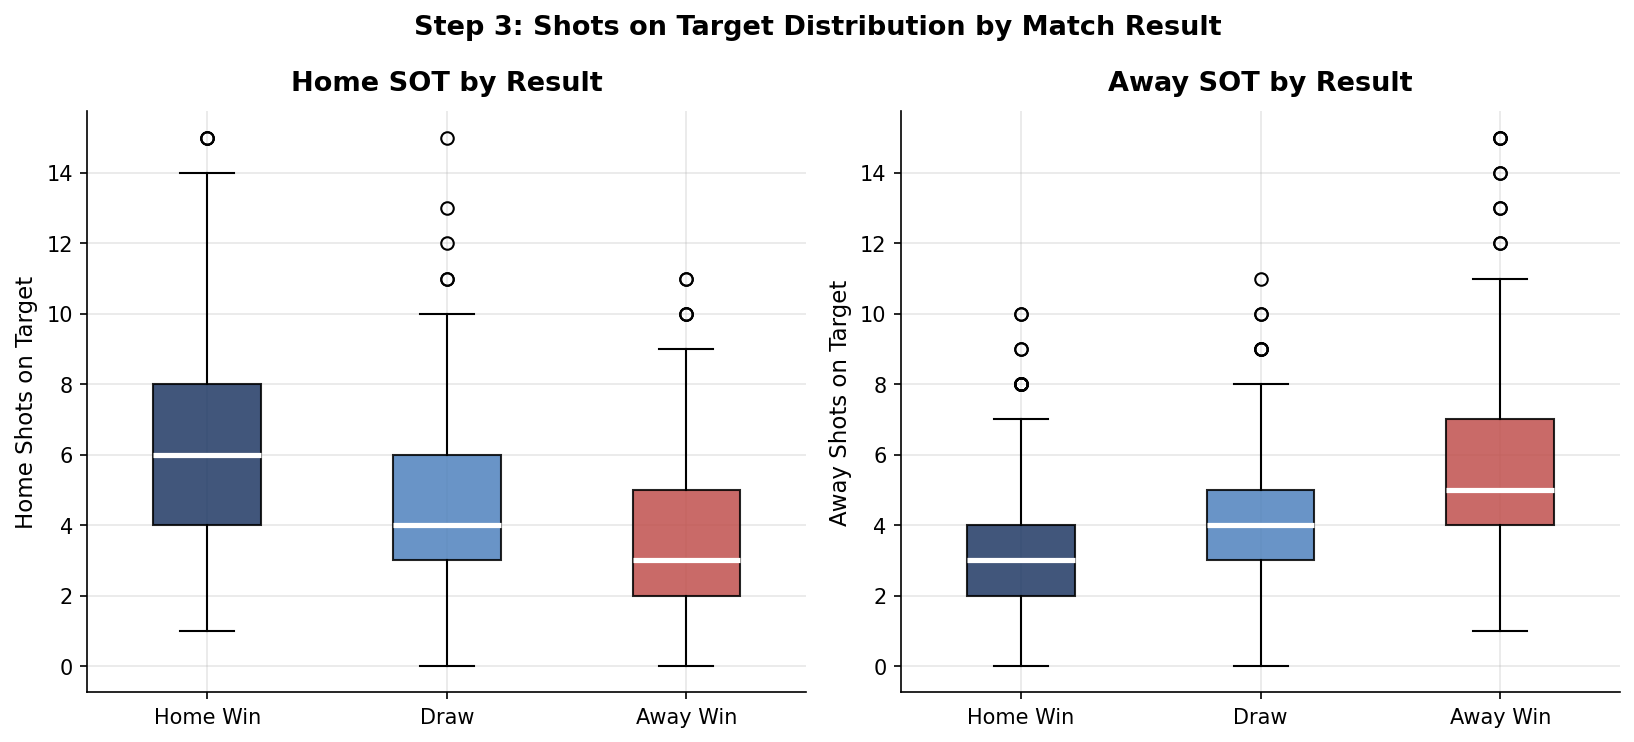 Step 3: Shots on Target Distribution by Match Result
Home SOT by Result
Home Shots on Target
14
12
10
8
6
4
2
0
Home Win Draw Away Win
Away SOT by Result
Away Shots on Target
14
12
10
8
6
4
2
0
Home Win Draw Away Win